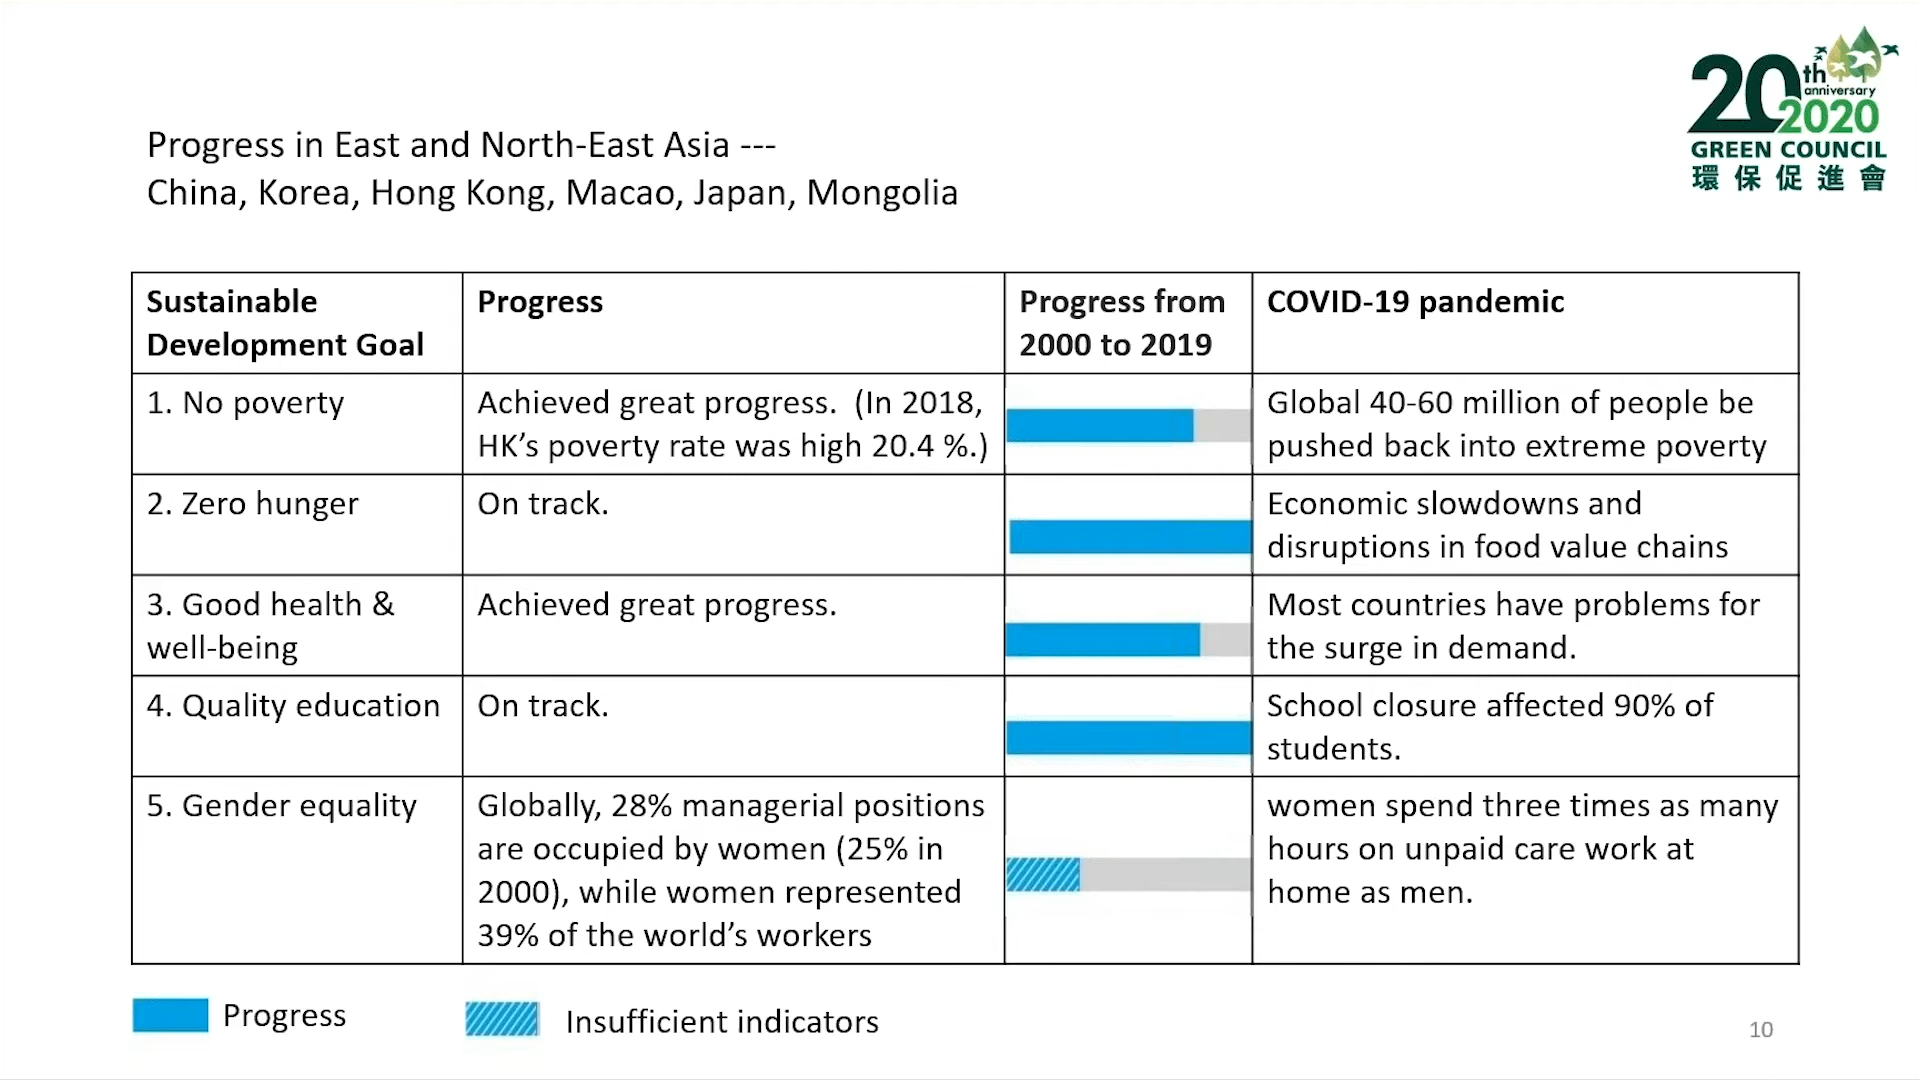 20th
anniversary
2020
GREEN COUNCIL
環保促進會
Progress in East and North-East Asia ---
China, Korea, Hong Kong, Macao, Japan, Mongolia
Sustainable
Development Goal
Progress
Progress from
2000 to 2019
COVID-19 pandemic
1. No poverty
Achieved great progress.  (In 2018,
HK’s poverty rate was high 20.4 %.)
Global 40-60 million of people be
pushed back into extreme poverty
2. Zero hunger
On track.
Economic slowdowns and
disruptions in food value chains
3. Good health &
well-being
Achieved great progress.
Most countries have problems for
the surge in demand.
4. Quality education
On track.
School closure affected 90% of
students.
5. Gender equality
Globally, 28% managerial positions
are occupied by women (25% in
2000), while women represented
39% of the world’s workers
women spend three times as many
hours on unpaid care work at
home as men.
Progress
Insufficient indicators
10